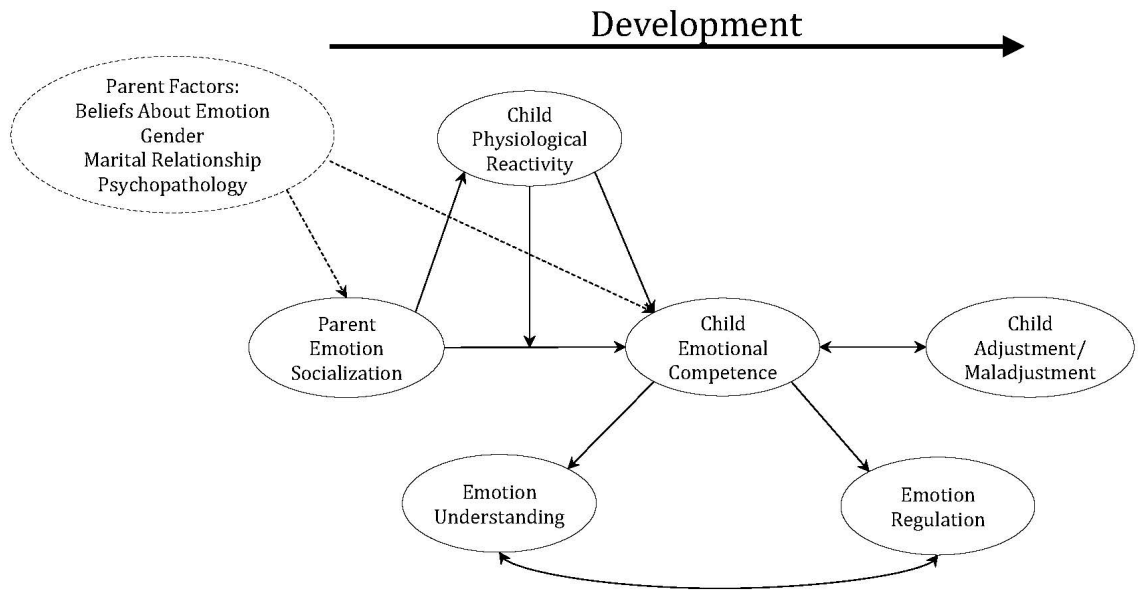 Development
Parent Factors:
Beliefs About Emotion
Gender
Marital Relationship
Psychopathology
Child
Physiological
Reactivity
Parent
Emotion
Socialization
Child
Emotional
Competence
Child
Adjustment/
Maladjustment
Emotion
Understanding
Emotion
Regulation